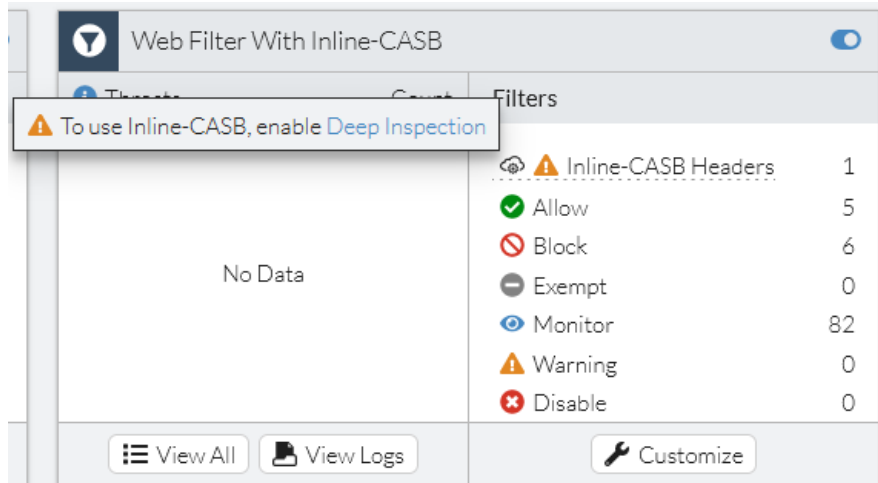 Web Filter With Inline-CASB
Filters
To use Inline-CASB, enable Deep Inspection
Inline-CASB Headers 1
Allow 5
Block 6
No Data
Exempt 0
Monitor 82
Warning 0
Disable 0
View All View Logs Customize